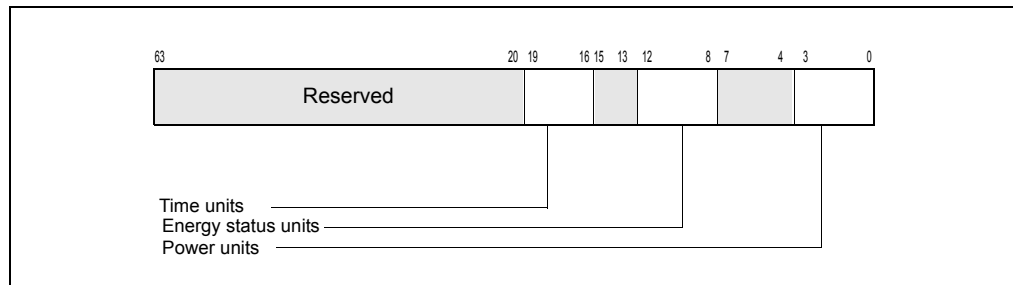 63 20 19 16 15 13 12 8 7 4 3 0
Reserved
Time units
Energy status units
Power units